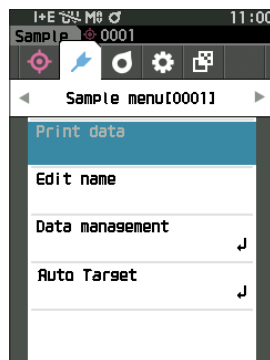 I+E M0 11:00
Sample 0001
Sample menu[0001]
Print data
Edit name
Data management
Auto Target